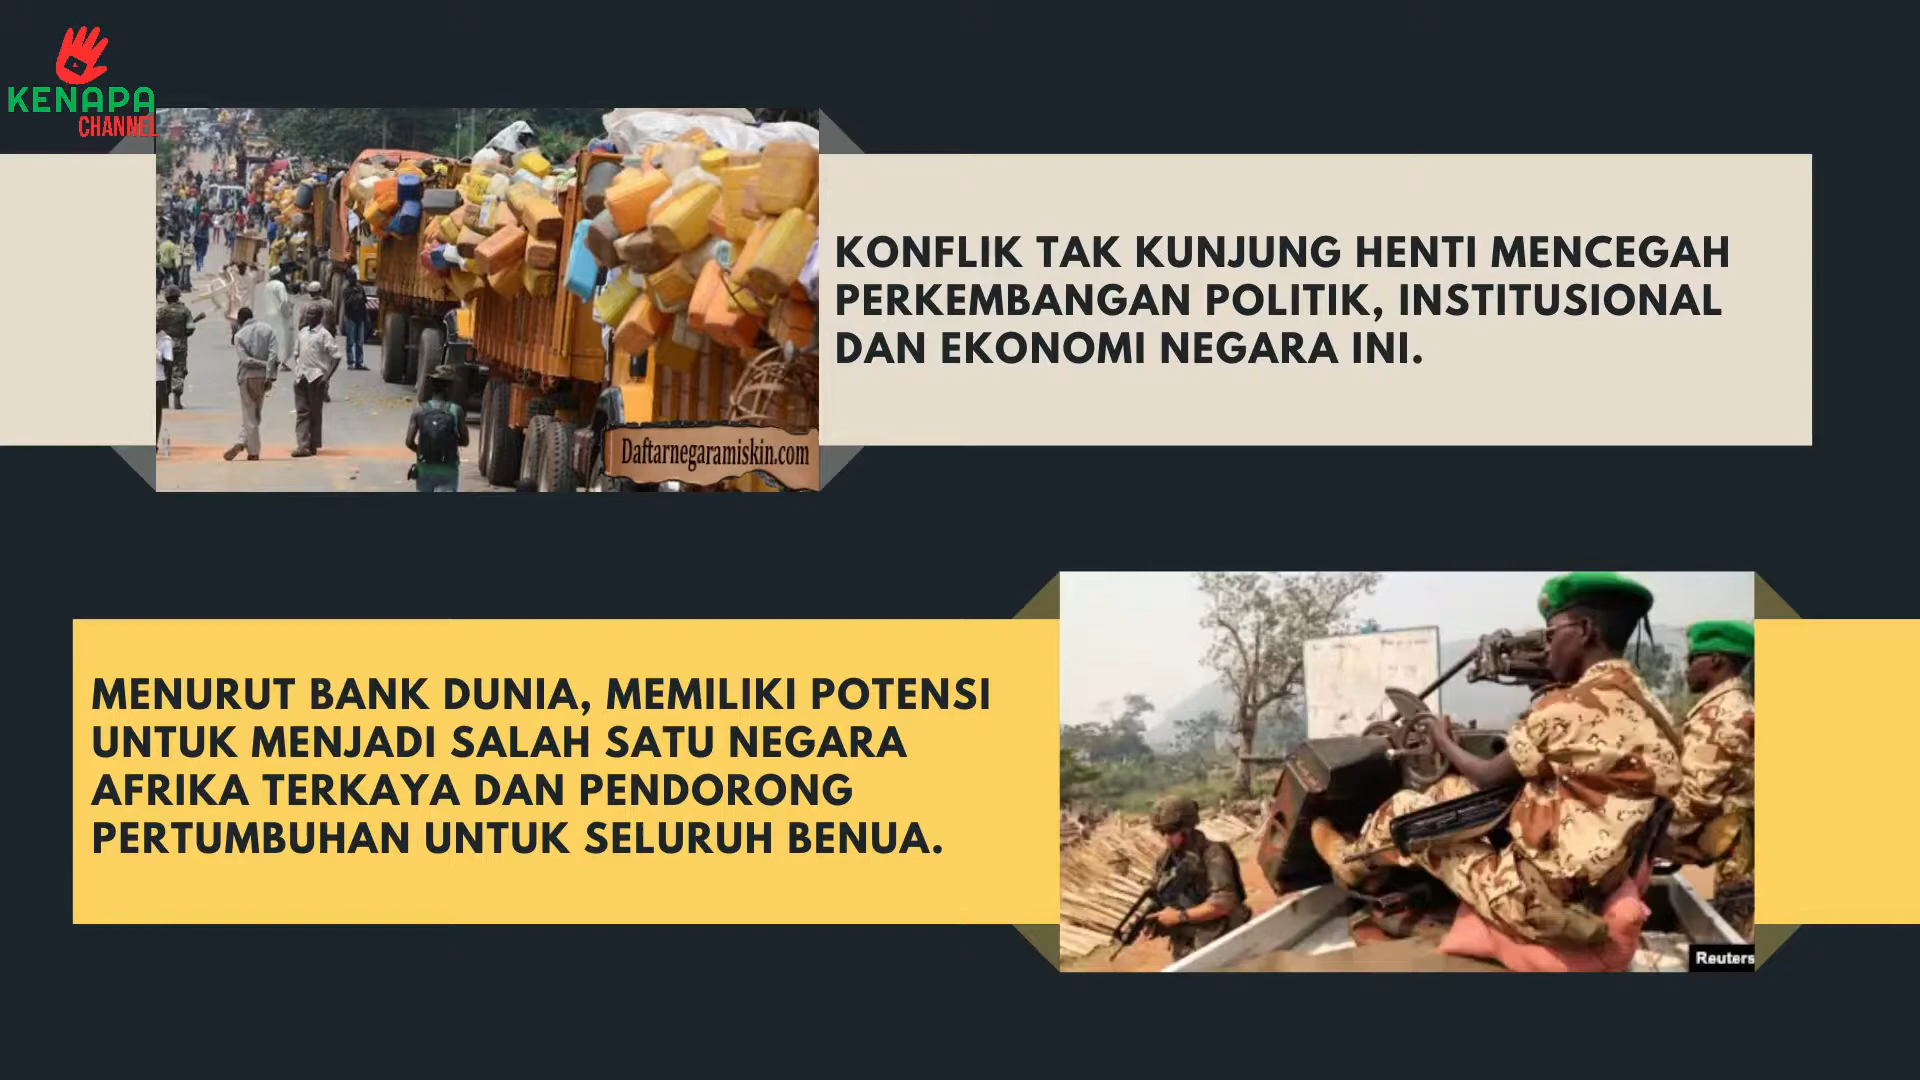 KENAPA
CHANNEL
KONFLIK TAK KUNJUNG HENTI MENCEGAH
PERKEMBANGAN POLITIK, INSTITUSIONAL
DAN EKONOMI NEGARA INI.
Daftarnegaramiskin.com
MENURUT BANK DUNIA, MEMILIKI POTENSI
UNTUK MENJADI SALAH SATU NEGARA
AFRIKA TERKAYA DAN PENDORONG
PERTUMBUHAN UNTUK SELURUH BENUA.
Reuters